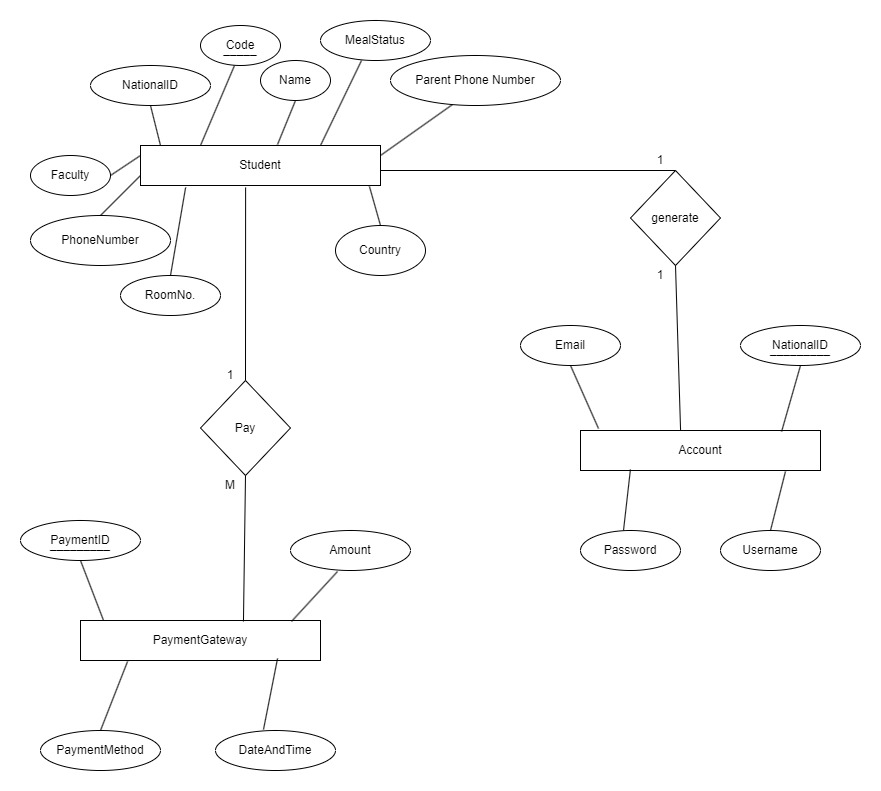 MealStatus
Code
Name
Parent Phone Number
NationalID
1
Student
Faculty
generate
PhoneNumber
Country
1
RoomNo.
Email
NationalID
1
Pay
Account
M
PaymentID
Amount
Password
Username
PaymentGateway
PaymentMethod
DateAndTime